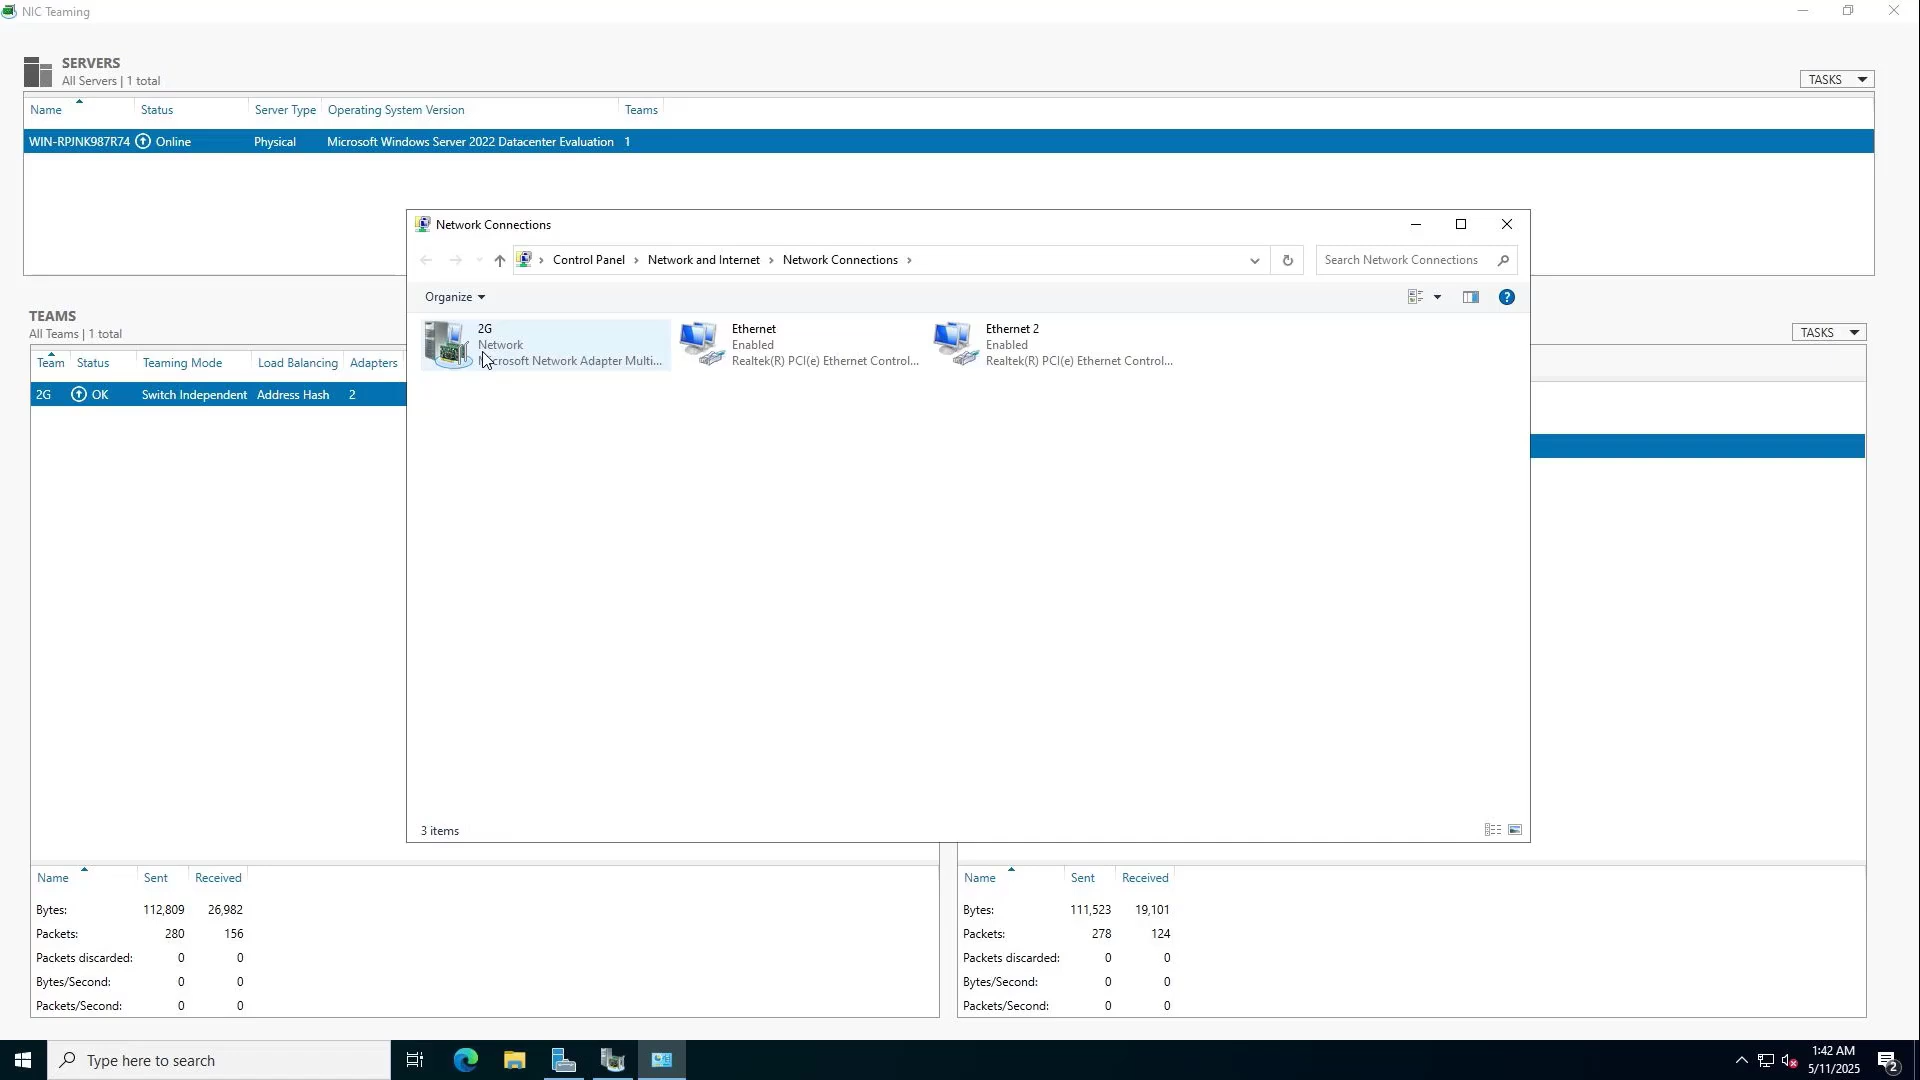 NIC Teaming
SERVERS
All Servers | 1 total
TASKS
Name Status Server Type Operating System Version Teams
WIN-RPJNK987R74 Online Physical Microsoft Windows Server 2022 Datacenter Evaluation 1
Network Connections
Control Panel › Network and Internet › Network Connections ›
Search Network Connections
Organize
2G
Network
Microsoft Network Adapter Multi...
Ethernet
Enabled
Realtek(R) PCI(e) Ethernet Control...
Ethernet 2
Enabled
Realtek(R) PCI(e) Ethernet Control...
3 items
TEAMS
All Teams | 1 total
TASKS
Team Status Teaming Mode Load Balancing Adapters
2G OK Switch Independent Address Hash 2
Name Sent Received
Bytes: 112,809 26,982
Packets: 280 156
Packets discarded: 0 0
Bytes/Second: 0 0
Packets/Second: 0 0
Name Sent Received
Bytes: 111,523 19,101
Packets: 278 124
Packets discarded: 0 0
Bytes/Second: 0 0
Packets/Second: 0 0
Type here to search
1:42 AM
5/11/2025
2